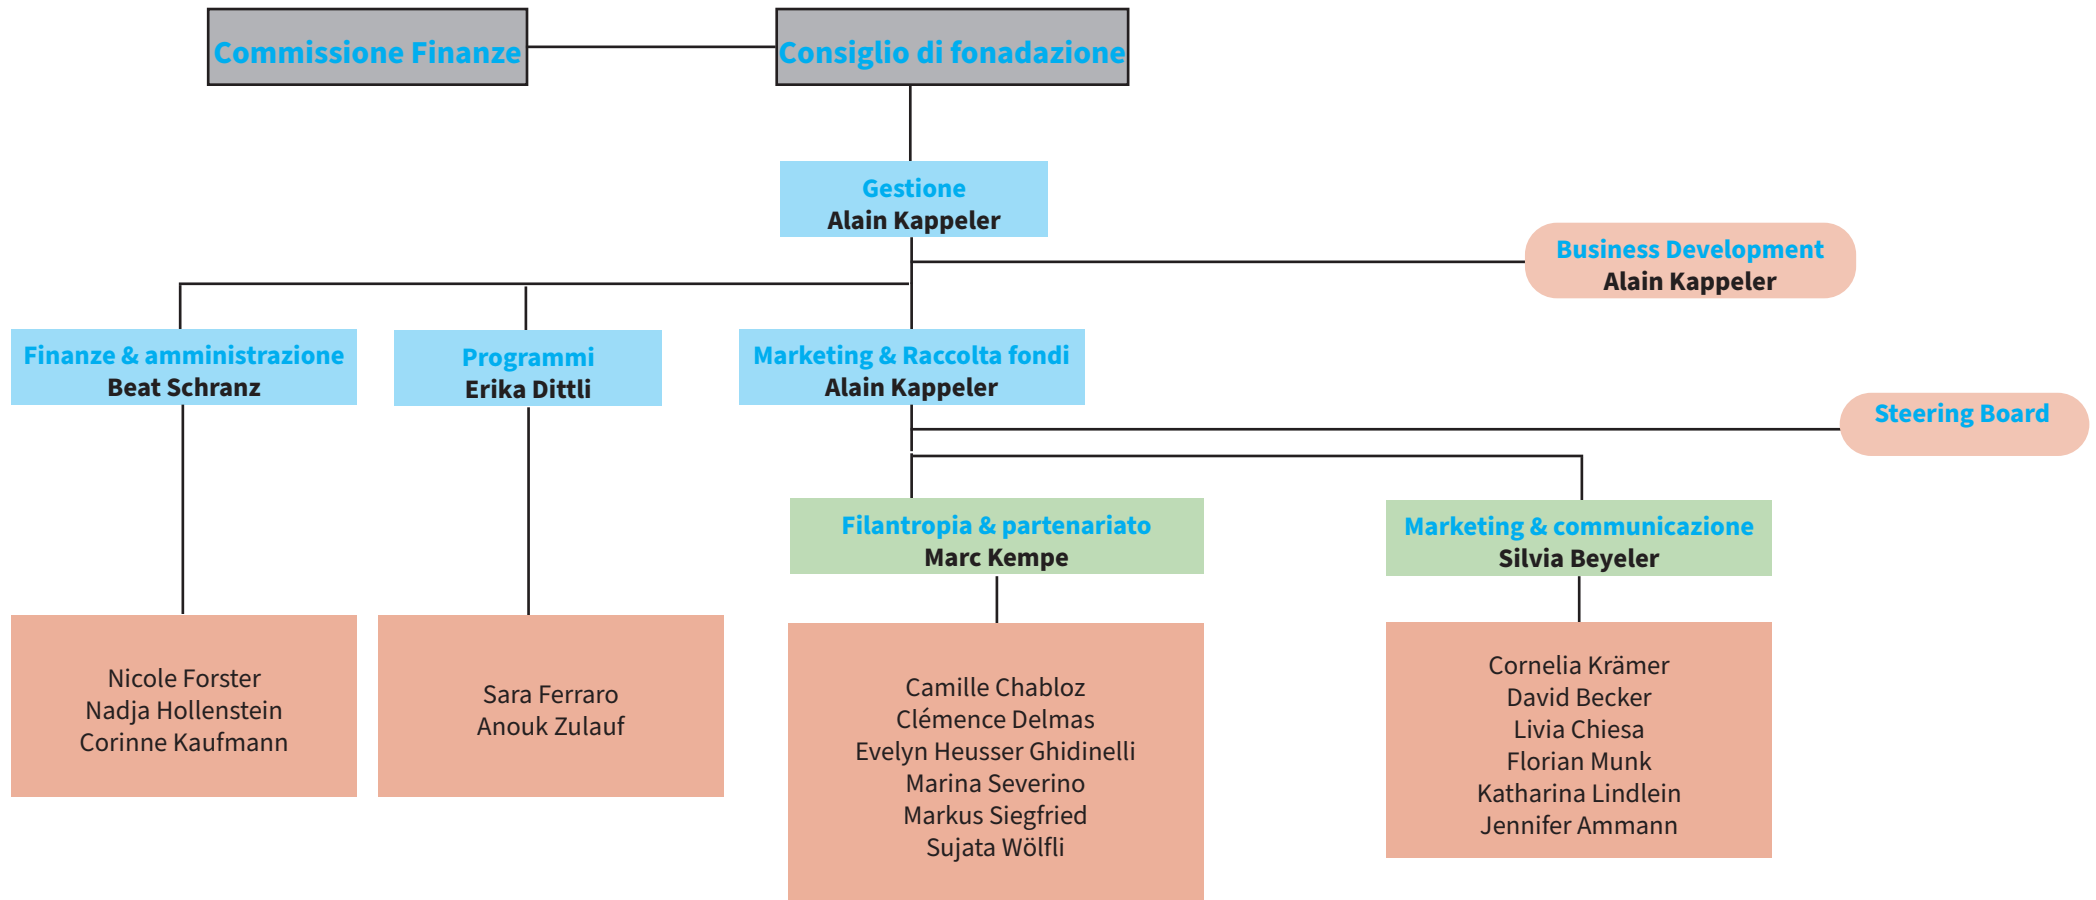 Commissione Finanze
Consiglio di fonadazione
Gestione
Alain Kappeler
Business Development
Alain Kappeler
Finanze & amministrazione
Beat Schranz
Programmi
Erika Dittli
Marketing & Raccolta fondi
Alain Kappeler
Steering Board
Filantropia & partenariato
Marc Kempe
Marketing & communicazione
Silvia Beyeler
Nicole Forster
Nadja Hollenstein
Corinne Kaufmann
Sara Ferraro
Anouk Zulauf
Camille Chabloz
Clémence Delmas
Evelyn Heusser Ghidinelli
Marina Severino
Markus Siegfried
Sujata Wölfli
Cornelia Krämer
David Becker
Livia Chiesa
Florian Munk
Katharina Lindlein
Jennifer Ammann